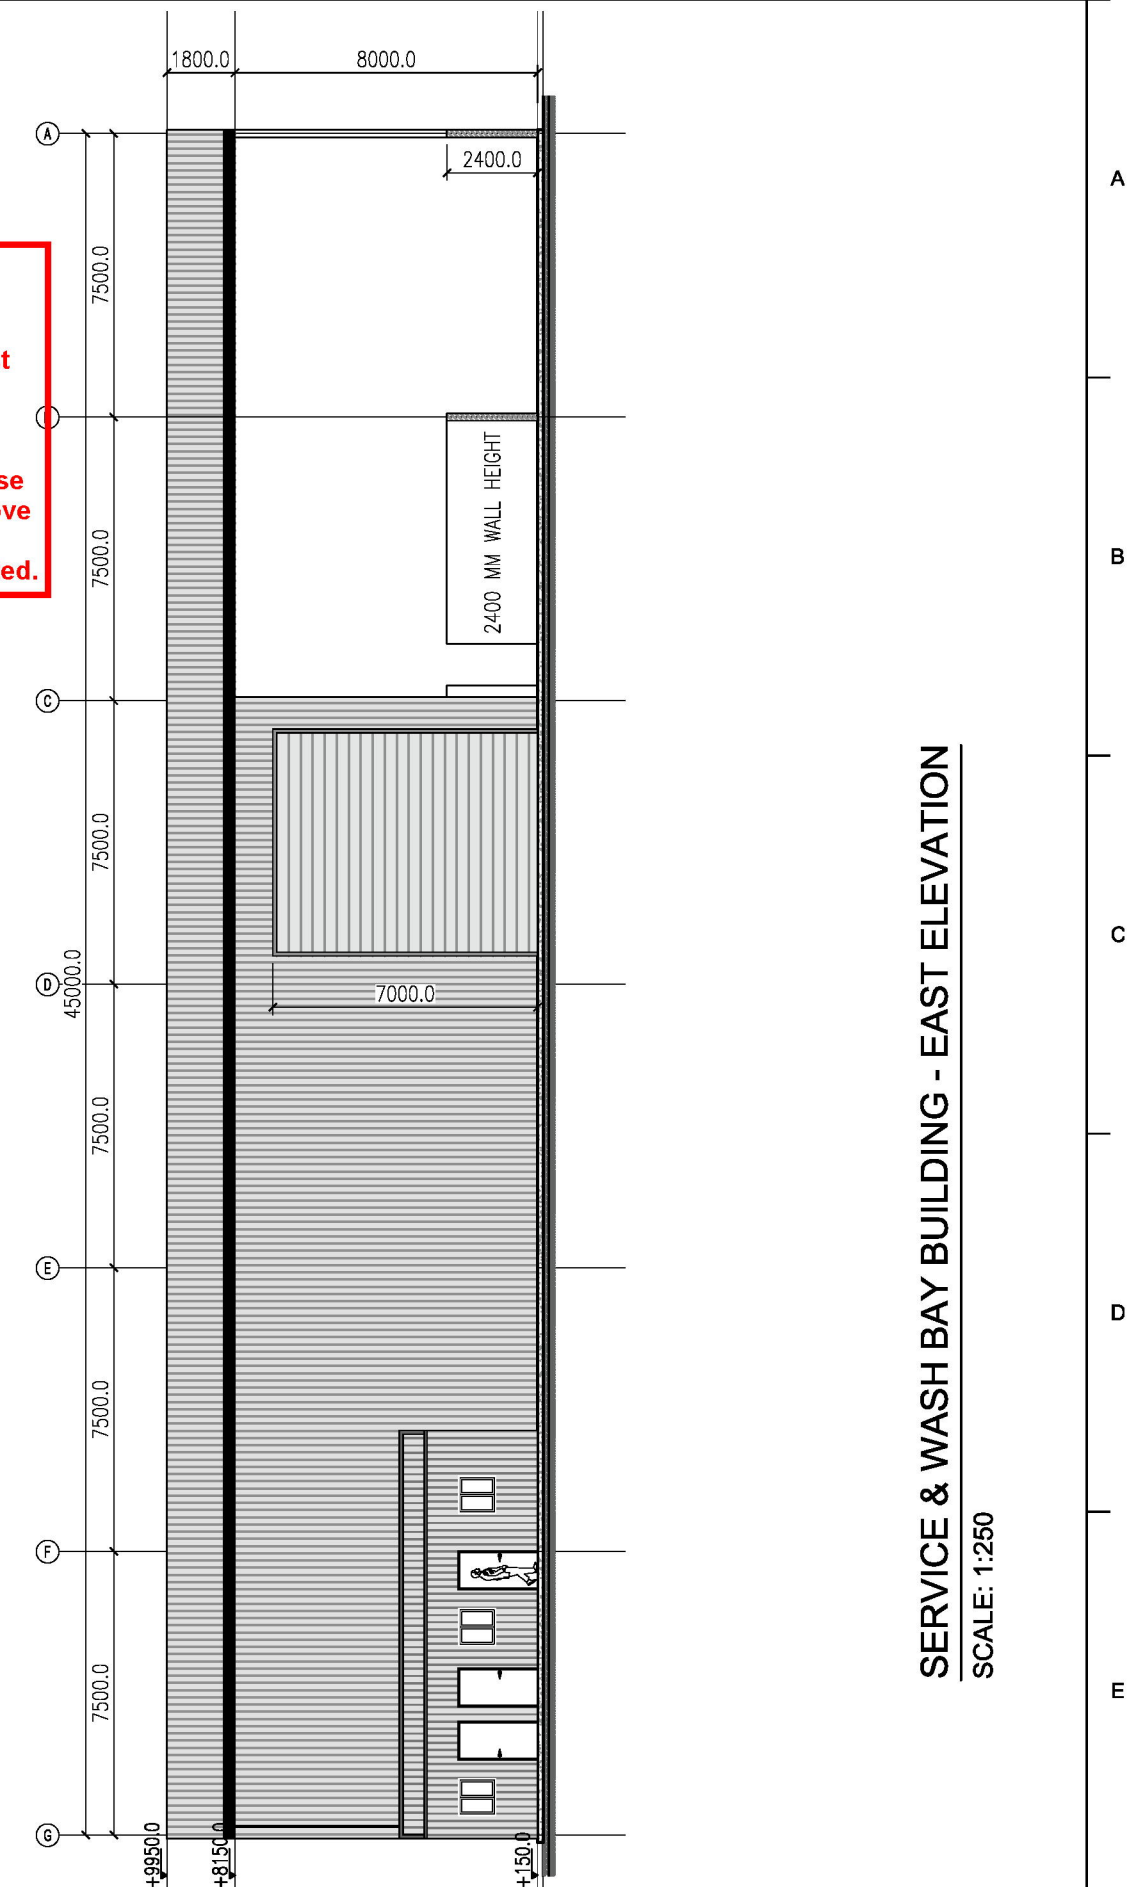 1800.0
8000.0
2400.0
A
7500.0
7500.0
2400 MM WALL HEIGHT
C
7500.0
D
45000.0
7000.0
7500.0
E
7500.0
F
7500.0
G
+9950.0
+8150.0
+150.0
t
se
ve
ed.
SERVICE & WASH BAY BUILDING - EAST ELEVATION
SCALE: 1:250
A
B
C
D
E